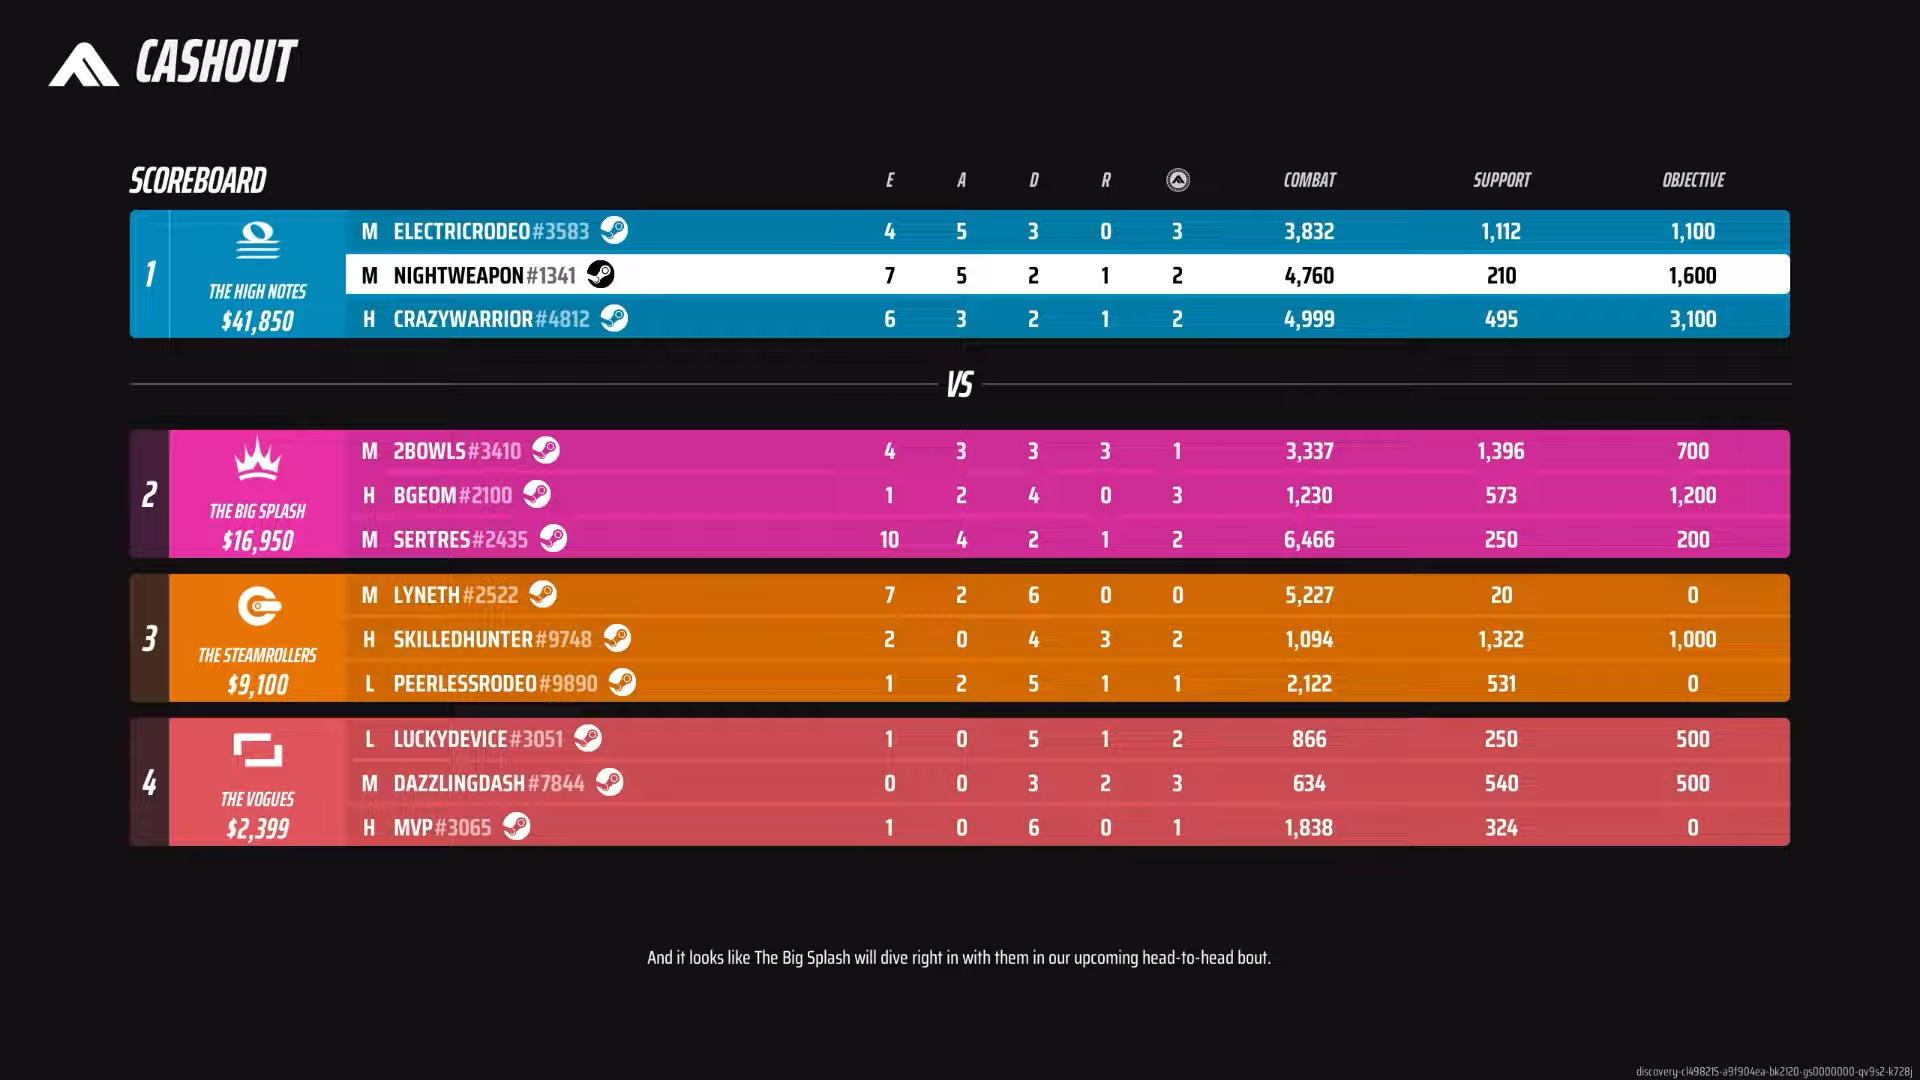 CASHOUT
SCOREBOARD E A D R COMBAT SUPPORT OBJECTIVE
1 THE HIGH NOTES $41,850
M ELECTRICRODEO#3583 4 5 3 0 3 3,832 1,112 1,100
M NIGHTWEAPON#1341 7 5 2 1 2 4,760 210 1,600
H CRAZYWARRIOR#4812 6 3 2 1 2 4,999 495 3,100
VS
2 THE BIG SPLASH $16,950
M 2BOWLS#3410 4 3 3 3 1 3,337 1,396 700
H BGEOM#2100 1 2 4 0 3 1,230 573 1,200
M SERTRES#2435 10 4 2 1 2 6,466 250 200
3 THE STEAMROLLERS $9,100
M LYNETH#2522 7 2 6 0 0 5,227 20 0
H SKILLEDHUNTER#9748 2 0 4 3 2 1,094 1,322 1,000
L PEERLESSRODEO#9890 1 2 5 1 1 2,122 531 0
4 THE VOGUES $2,399
L LUCKYDEVICE#3051 1 0 5 1 2 866 250 500
M DAZZLINGDASH#7844 0 0 3 2 3 634 540 500
H MVP#3065 1 0 6 0 1 1,838 324 0
And it looks like The Big Splash will dive right in with them in our upcoming head-to-head bout.
discovery-cl498215-a9f904ea-bk2120-gs0000000-qv9s2-k728j